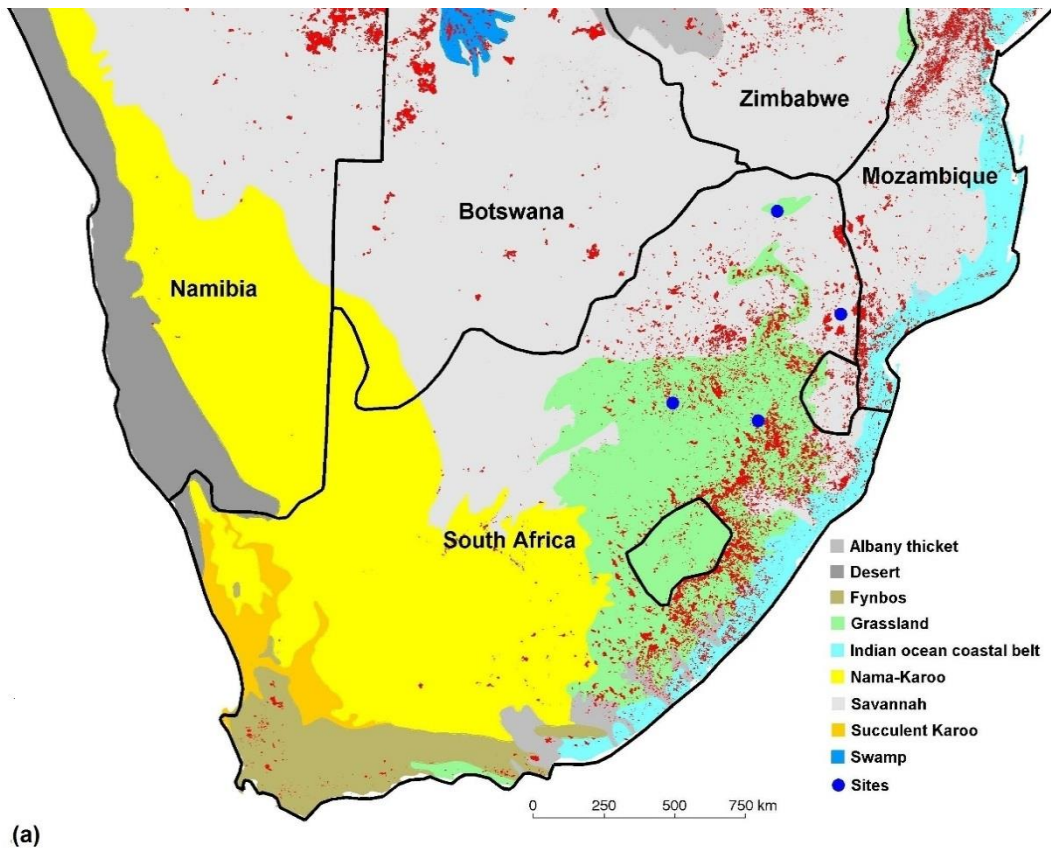 Zimbabwe
Mozambique
Botswana
Namibia
South Africa
Albany thicket
Desert
Fynbos
Grassland
Indian ocean coastal belt
Nama-Karoo
Savannah
Succulent Karoo
Swamp
Sites
0 250 500 750 km
(a)